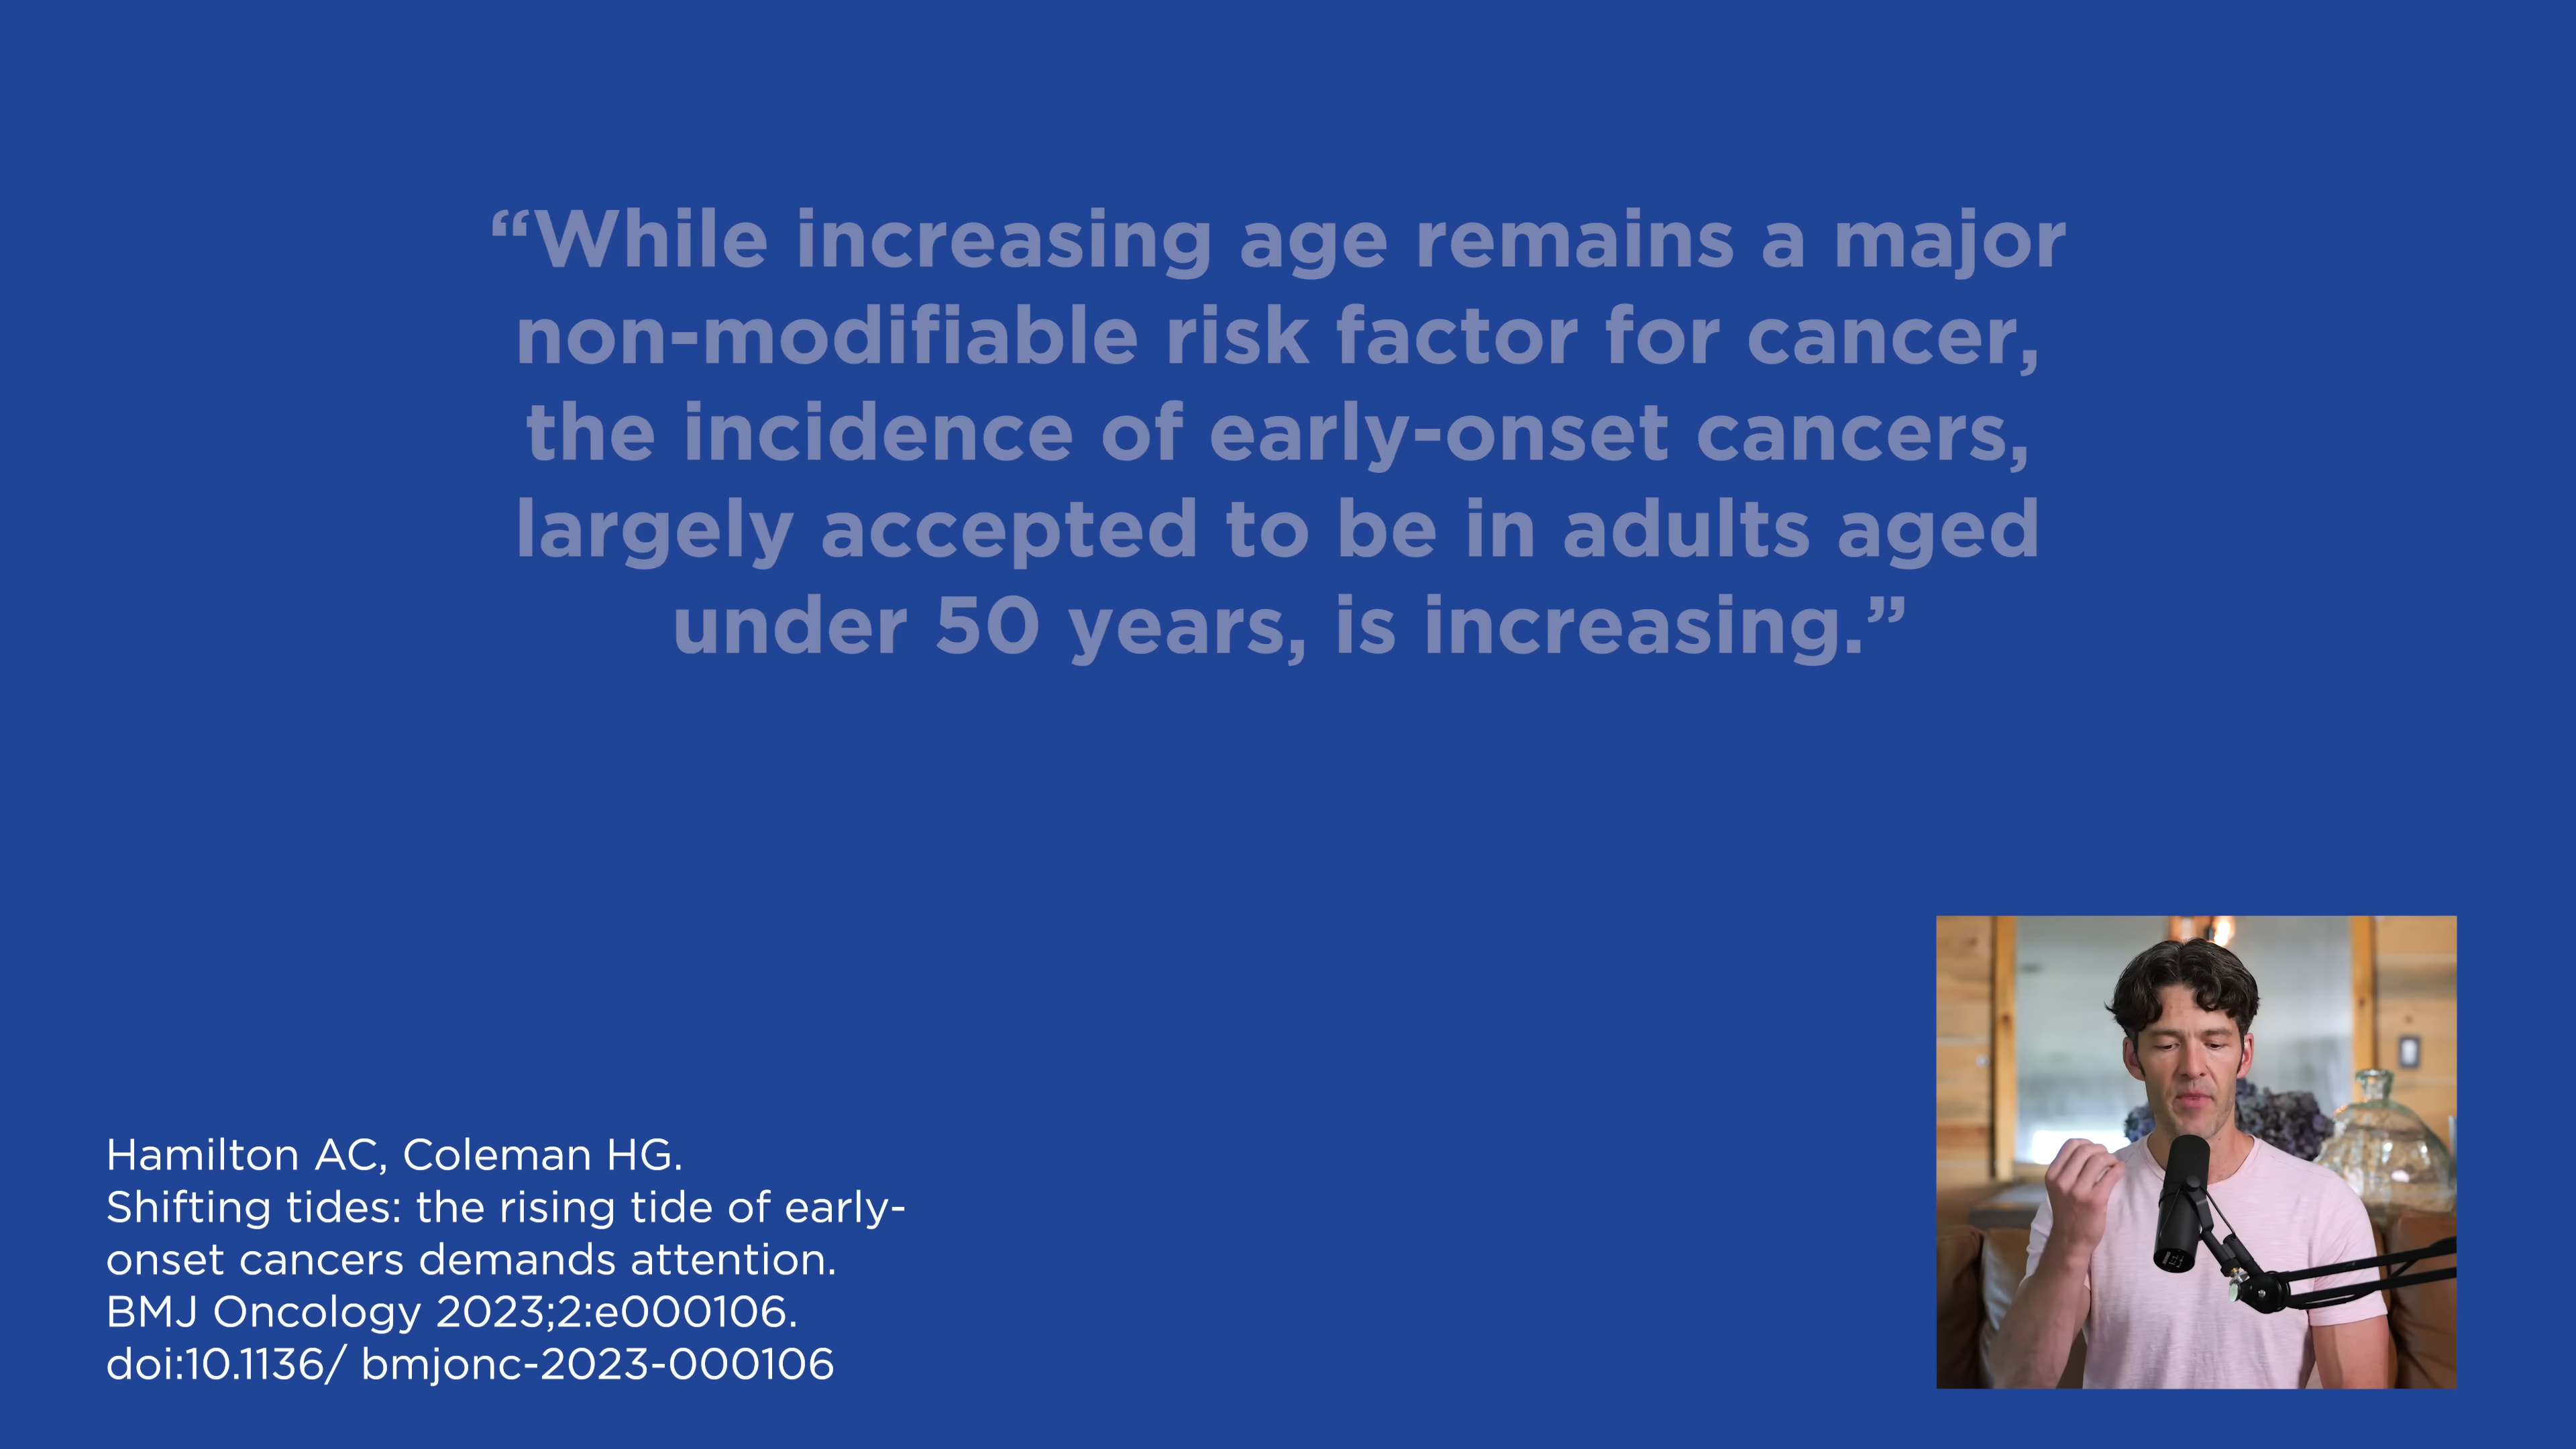 “While increasing age remains a major
non-modifiable risk factor for cancer,
the incidence of early-onset cancers,
largely accepted to be in adults aged
under 50 years, is increasing.”
Hamilton AC, Coleman HG.
Shifting tides: the rising tide of early-
onset cancers demands attention.
BMJ Oncology 2023;2:e000106.
doi:10.1136/ bmjonc-2023-000106